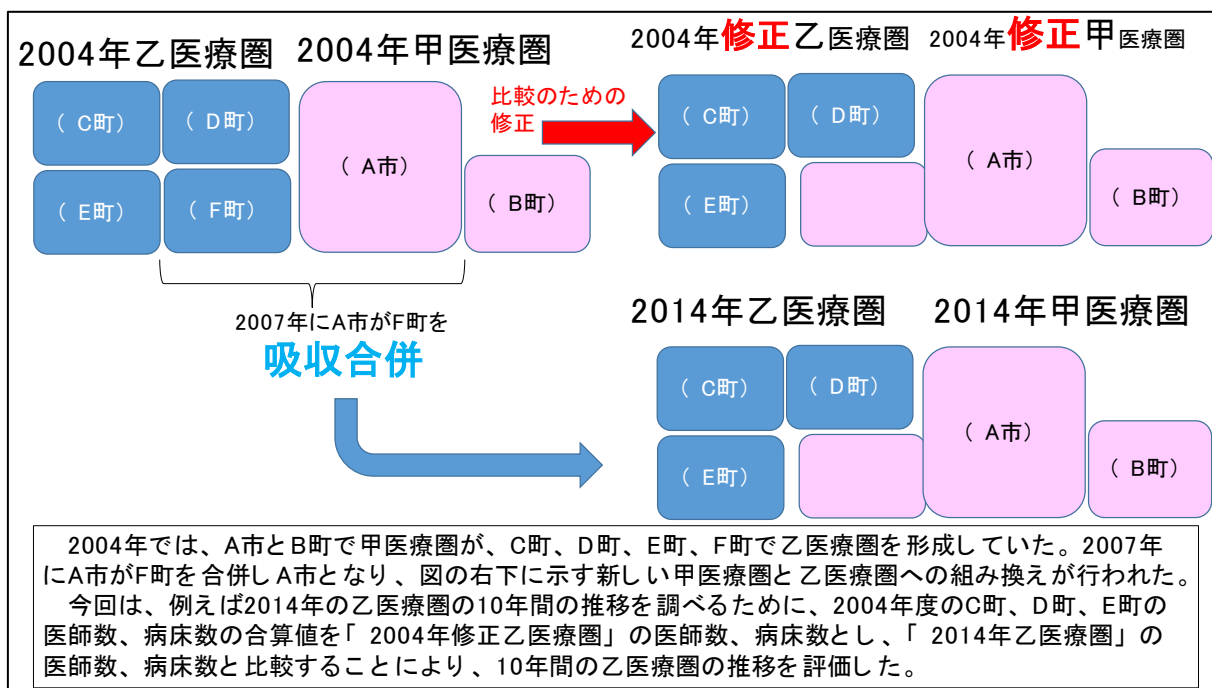 2004年乙医療圏
2004年甲医療圏
（ C町）
（ D町）
（ E町）
（ F町）
（ A市）
（ B町）
比較のための
修正
2004年修正乙医療圏
2004年修正甲医療圏
（ C町）
（ D町）
（ E町）
（ A市）
（ B町）
2007年にA市がF町を
吸収合併
2014年乙医療圏
2014年甲医療圏
（ C町）
（ D町）
（ E町）
（ A市）
（ B町）
2004年では、A市とB町で甲医療圏が、C町、D町、E町、F町で乙医療圏を形成していた。2007年
にA市がF町を合併しA市となり、図の右下に示す新しい甲医療圏と乙医療圏への組み換えが行われた。
今回は、例えば2014年の乙医療圏の10年間の推移を調べるために、2004年度のC町、D町、E町の
医師数、病床数の合算値を「 2004年修正乙医療圏」の医師数、病床数とし、「 2014年乙医療圏」の
医師数、病床数と比較することにより、10年間の乙医療圏の推移を評価した。